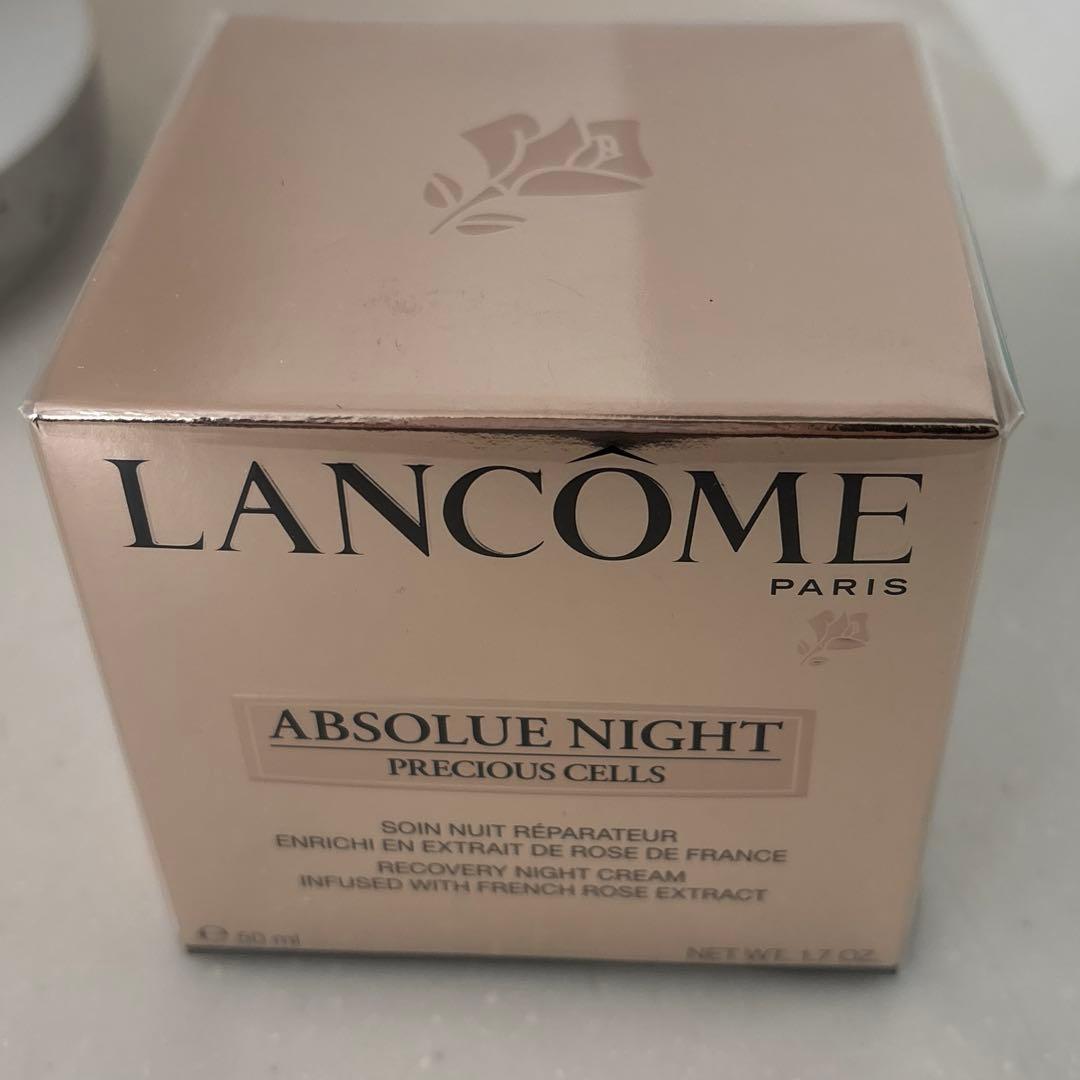 LANCÔME
PARIS
ABSOLUE NIGHT
PRECIOUS CELLS
SOIN NUIT RÉPARATEUR
ENRICHI EN EXTRAIT DE ROSE DE FRANCE
RECOVERY NIGHT CREAM
INFUSED WITH FRENCH ROSE EXTRACT
℮ 50 ml
NET WT. 1.7 OZ.